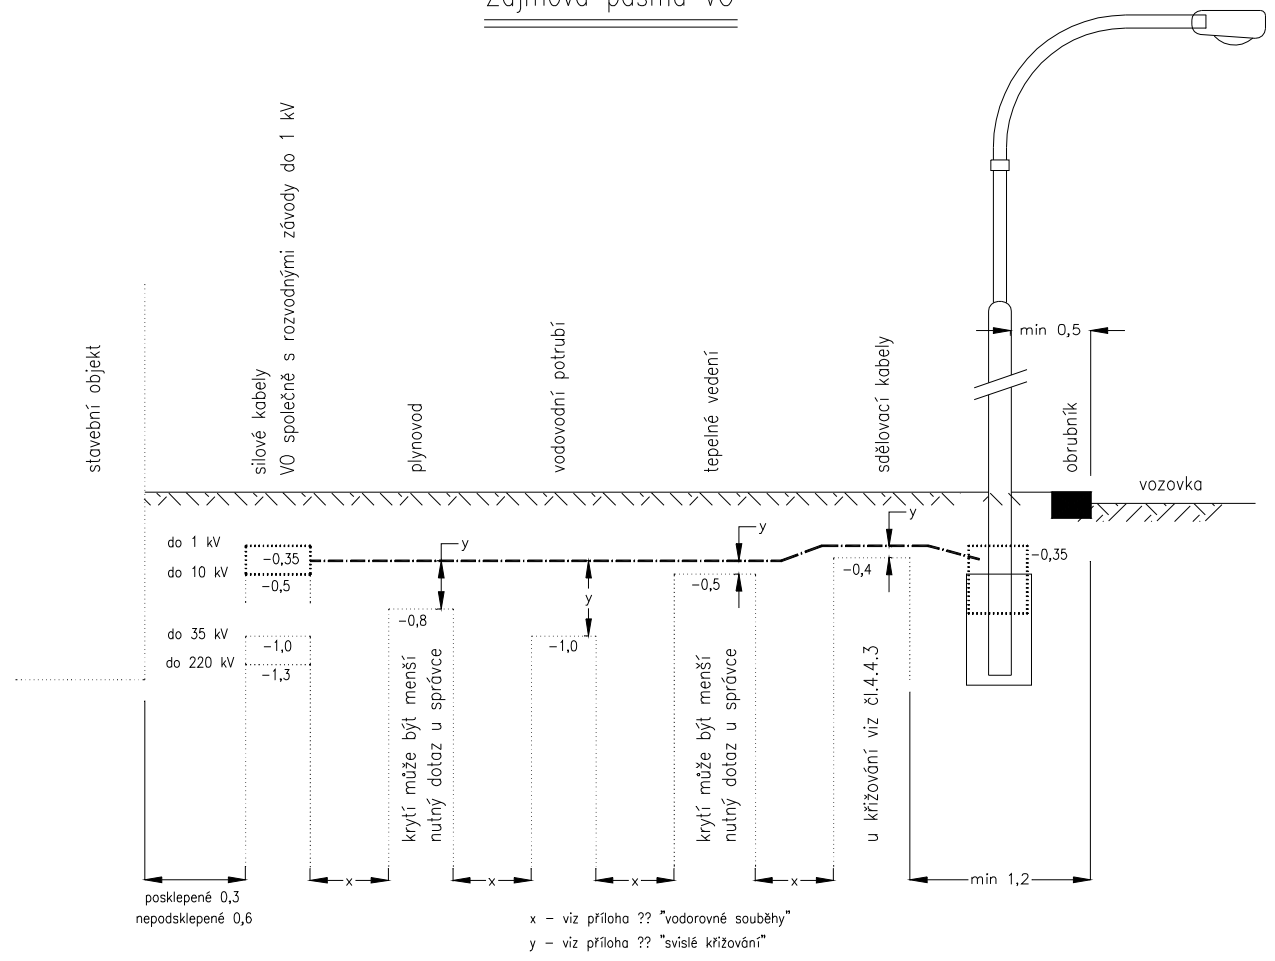 Zájmová pásma VO
stavební objekt
silové kabely
VO společně s rozvodnými závody do 1 kV
plynovod
vodovodní potrubí
tepelné vedení
sdělovací kabely
min 0,5
obrubník
vozovka
do 1 kV
-0,35
y
y
y
-0,35
do 10 kV
-0,5
-0,5
-0,4
y
-0,8
do 35 kV
-1,0
-1,0
do 220 kV
-1,3
krytí může být menší
nutný dotaz u správce
krytí může být menší
nutný dotaz u správce
u křižování viz čl.4.4.3
x
x
x
x
min 1,2
posklepené 0,3
nepodsklepené 0,6
x - viz příloha ?? "vodorovné souběhy"
y - viz příloha ?? "svislé křižování"